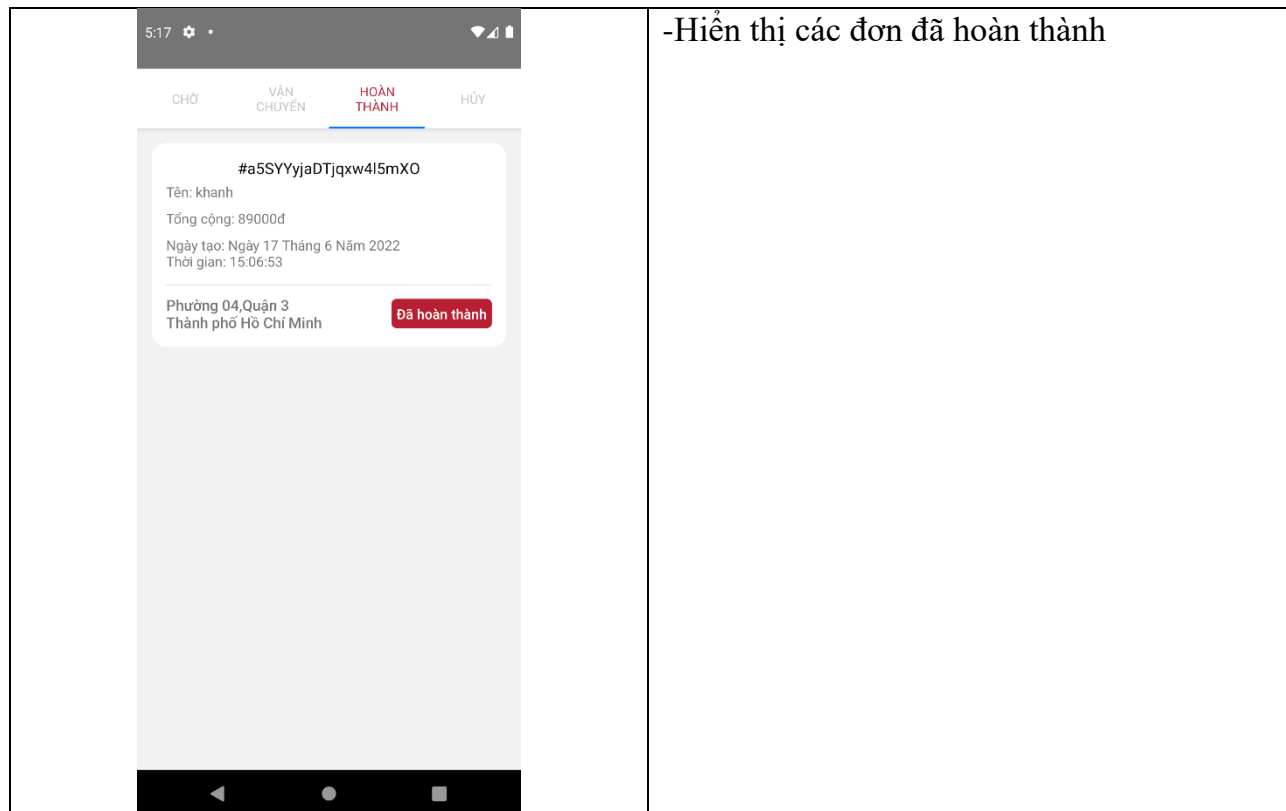 5:17
CHỜ
VẬN
CHUYỂN
HOÀN
THÀNH
HỦY
#a5SYYyjaDTjqxw4l5mXO
Tên: khanh
Tổng cộng: 89000đ
Ngày tạo: Ngày 17 Tháng 6 Năm 2022
Thời gian: 15:06:53
Phường 04,Quận 3
Thành phố Hồ Chí Minh
Đã hoàn thành
-Hiển thị các đơn đã hoàn thành